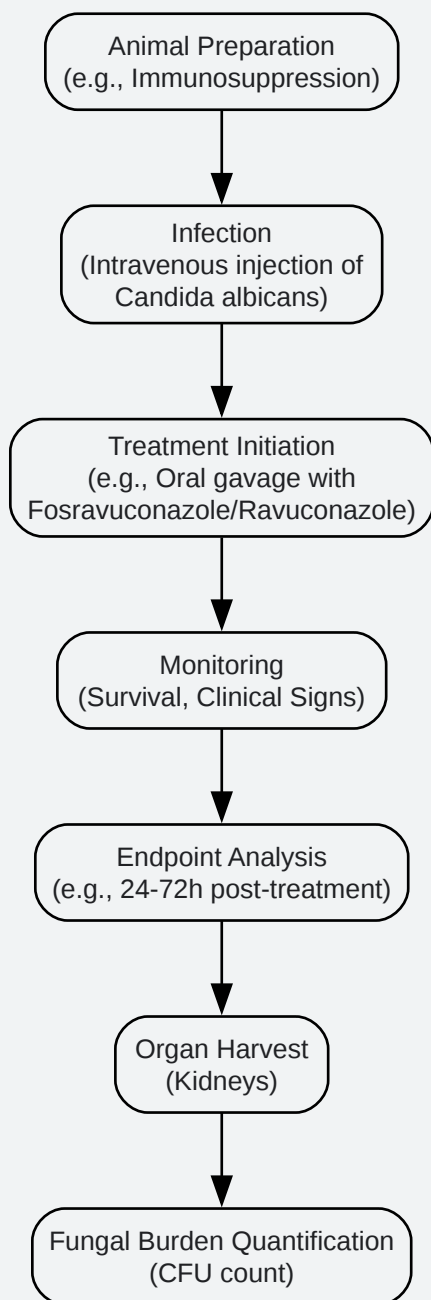 Animal Preparation
(e.g., Immunosuppression)
Infection
(Intravenous injection of
Candida albicans)
Treatment Initiation
(e.g., Oral gavage with
Fosravuconazole/Ravuconazole)
Monitoring
(Survival, Clinical Signs)
Endpoint Analysis
(e.g., 24-72h post-treatment)
Organ Harvest
(Kidneys)
Fungal Burden Quantification
(CFU count)